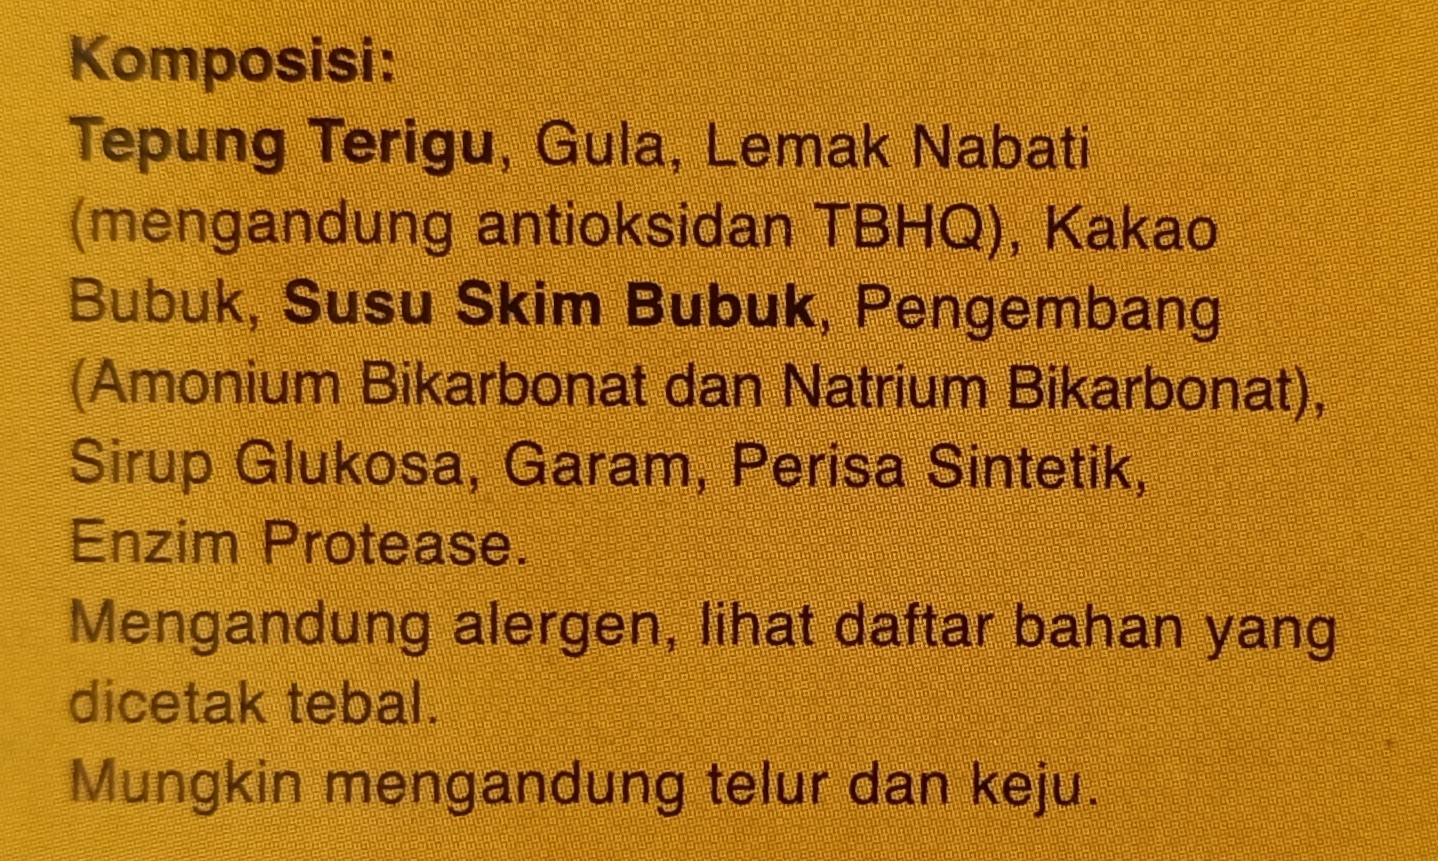 Komposisi:
Tepung Terigu, Gula, Lemak Nabati
(mengandung antioksidan TBHQ), Kakao
Bubuk, Susu Skim Bubuk, Pengembang
(Amonium Bikarbonat dan Natrium Bikarbonat),
Sirup Glukosa, Garam, Perisa Sintetik,
Enzim Protease.
Mengandung alergen, lihat daftar bahan yang
dicetak tebal.
Mungkin mengandung telur dan keju.